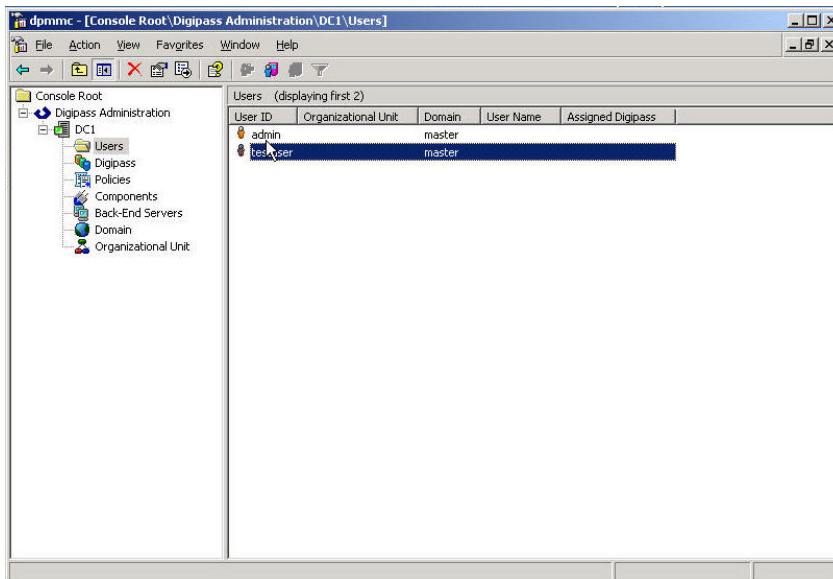 dpmmc - [Console Root\Digipass Administration\DC1\Users]
File Action View Favorites Window Help
Console Root
Digipass Administration
DC1
Users
Digipass
Policies
Components
Back-End Servers
Domain
Organizational Unit
Users (displaying first 2)
User ID Organizational Unit Domain User Name Assigned Digipass
admin master
master